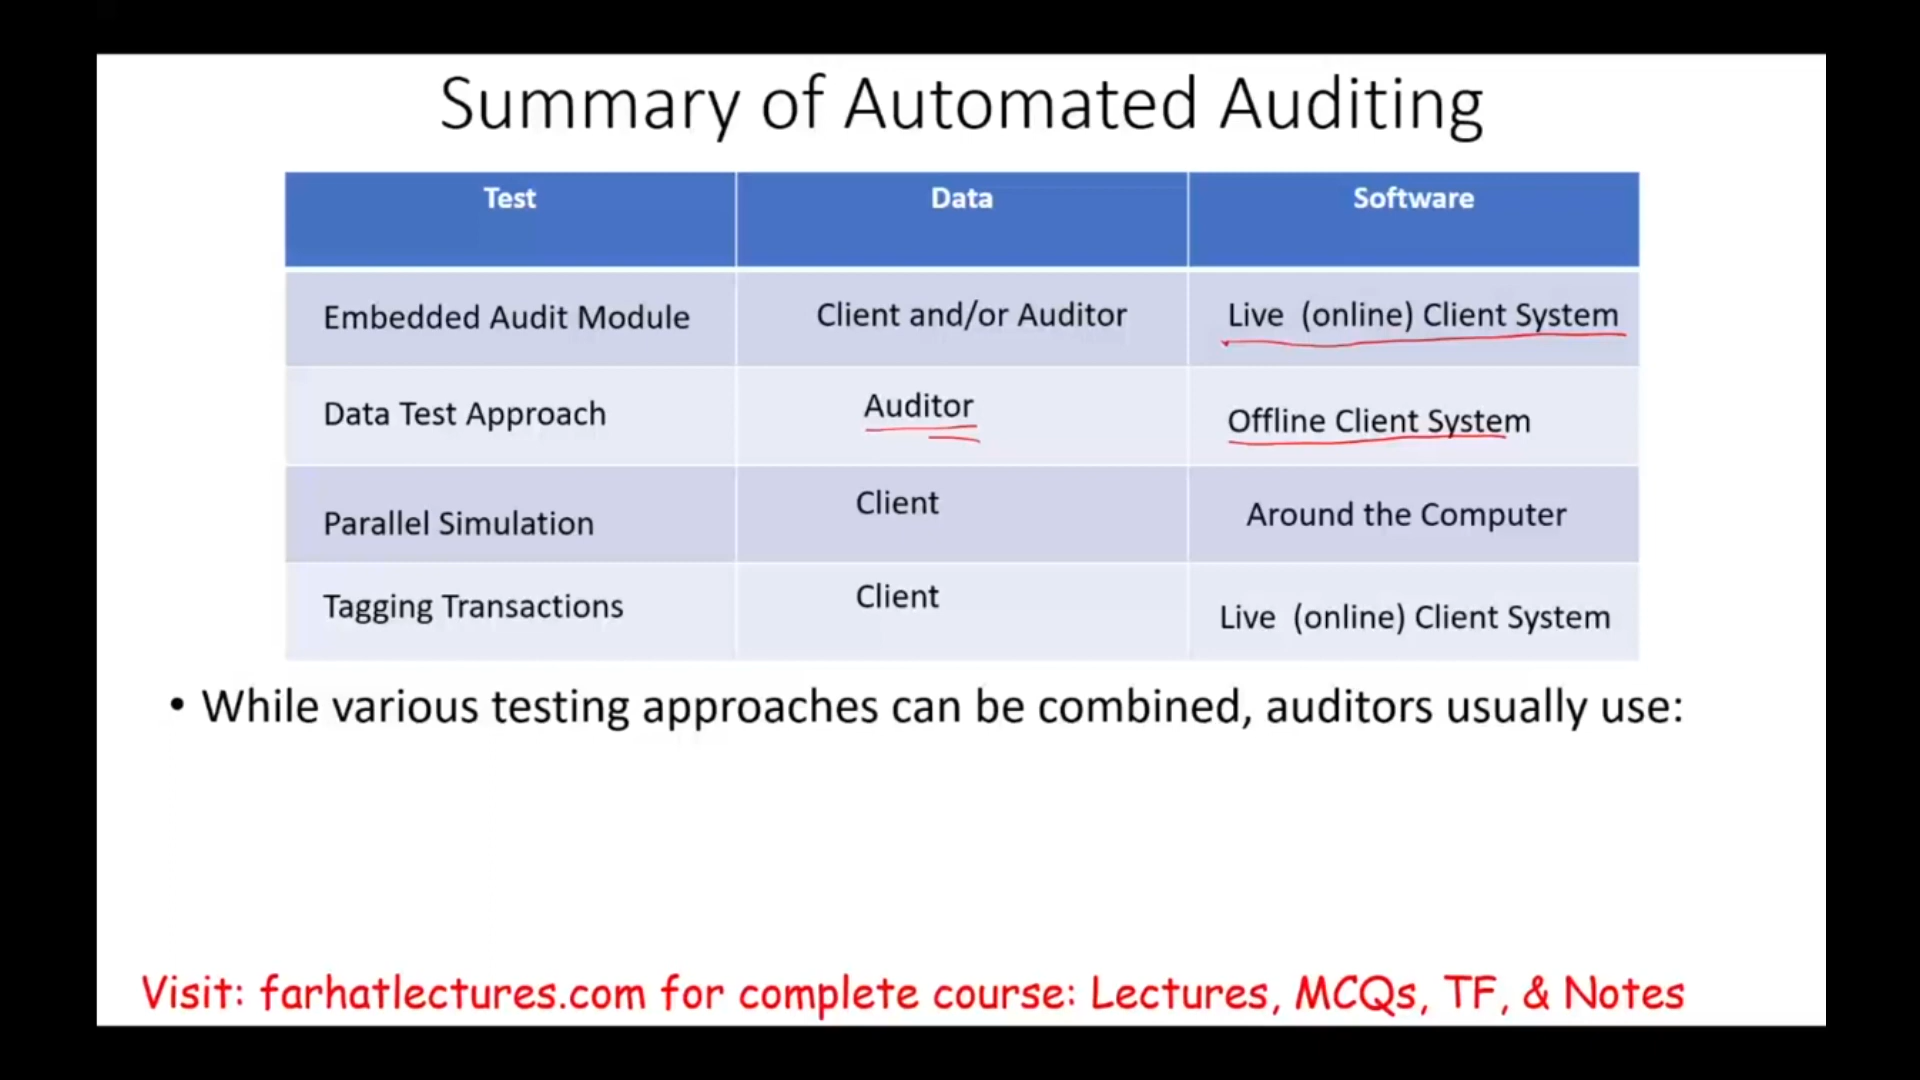 Summary of Automated Auditing
Test Data Software
Embedded Audit Module Client and/or Auditor Live (online) Client System
Data Test Approach Auditor Offline Client System
Parallel Simulation Client Around the Computer
Tagging Transactions Client Live (online) Client System
• While various testing approaches can be combined, auditors usually use:
Visit: farhatlectures.com for complete course: Lectures, MCQs, TF, & Notes